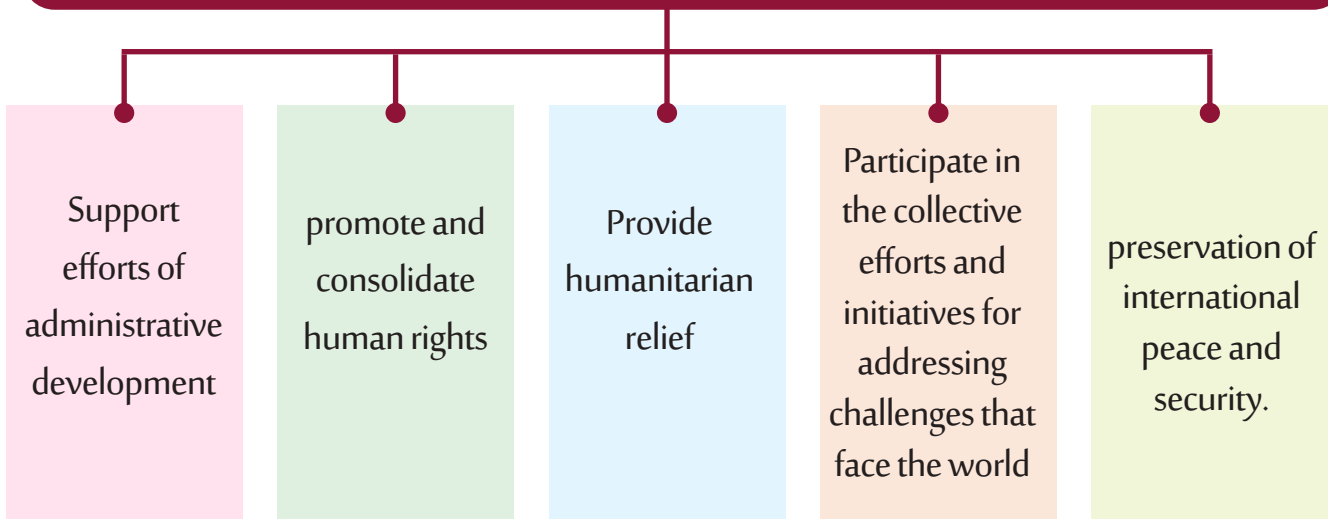 Support
efforts of
administrative
development
promote and
consolidate
human rights
Provide
humanitarian
relief
Participate in
the collective
efforts and
initiatives for
addressing
challenges that
face the world
preservation of
international
peace and
security.